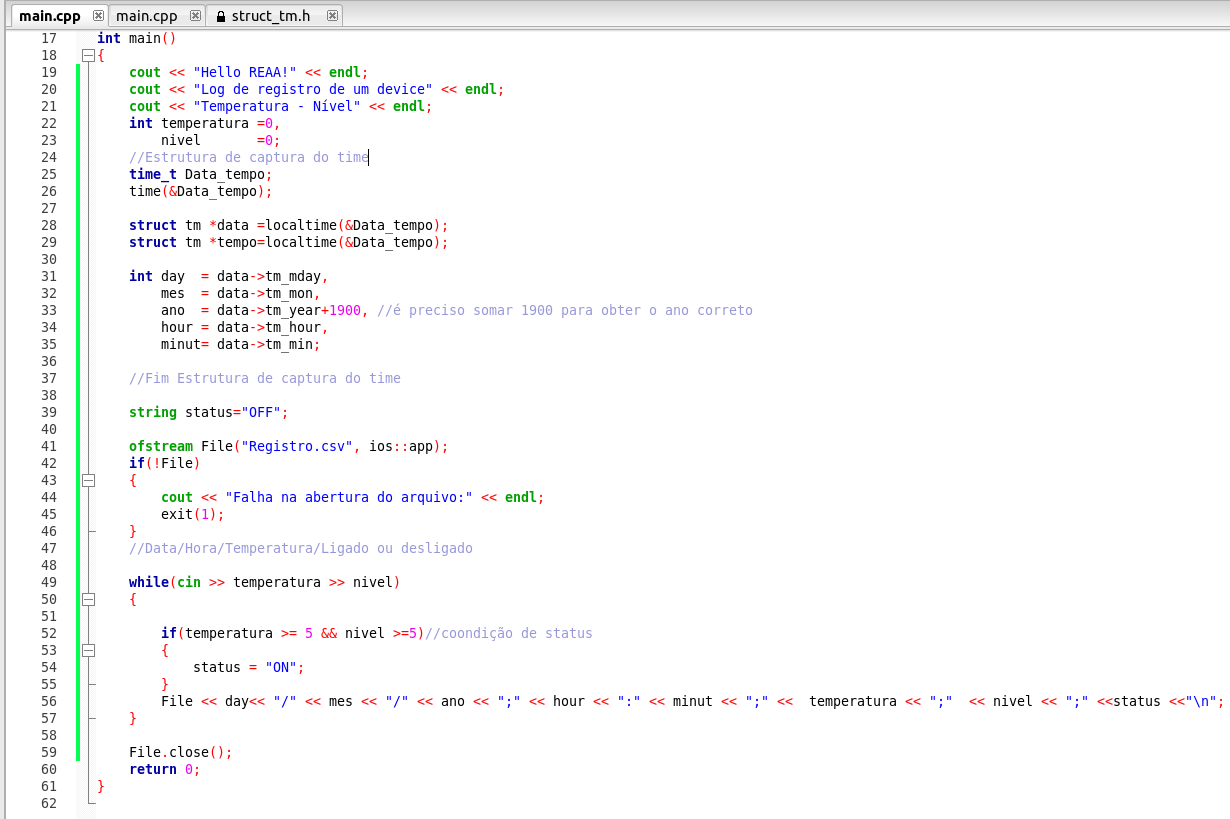 main.cpp main.cpp struct_tm.h
17 int main()
18 {
19     cout << "Hello REAA!" << endl;
20     cout << "Log de registro de um device" << endl;
21     cout << "Temperatura - Nível" << endl;
22     int temperatura =0,
23         nivel       =0;
24     //Estrutura de captura do time
25     time_t Data_tempo;
26     time(&Data_tempo);
27
28     struct tm *data =localtime(&Data_tempo);
29     struct tm *tempo=localtime(&Data_tempo);
30
31     int day  = data->tm_mday,
32         mes  = data->tm_mon,
33         ano  = data->tm_year+1900, //é preciso somar 1900 para obter o ano correto
34         hour = data->tm_hour,
35         minut= data->tm_min;
36
37     //Fim Estrutura de captura do time
38
39     string status="OFF";
40
41     ofstream File("Registro.csv", ios::app);
42     if(!File)
43     {
44         cout << "Falha na abertura do arquivo:" << endl;
45         exit(1);
46     }
47     //Data/Hora/Temperatura/Ligado ou desligado
48
49     while(cin >> temperatura >> nivel)
50     {
51
52         if(temperatura >= 5 && nivel >=5)//coondição de status
53         {
54             status = "ON";
55         }
56         File << day<< "/" << mes << "/" << ano << ";" << hour << ":" << minut << ";" <<  temperatura << ";"  << nivel << ";" <<status <<"\n";
57     }
58
59     File.close();
60     return 0;
61 }
62